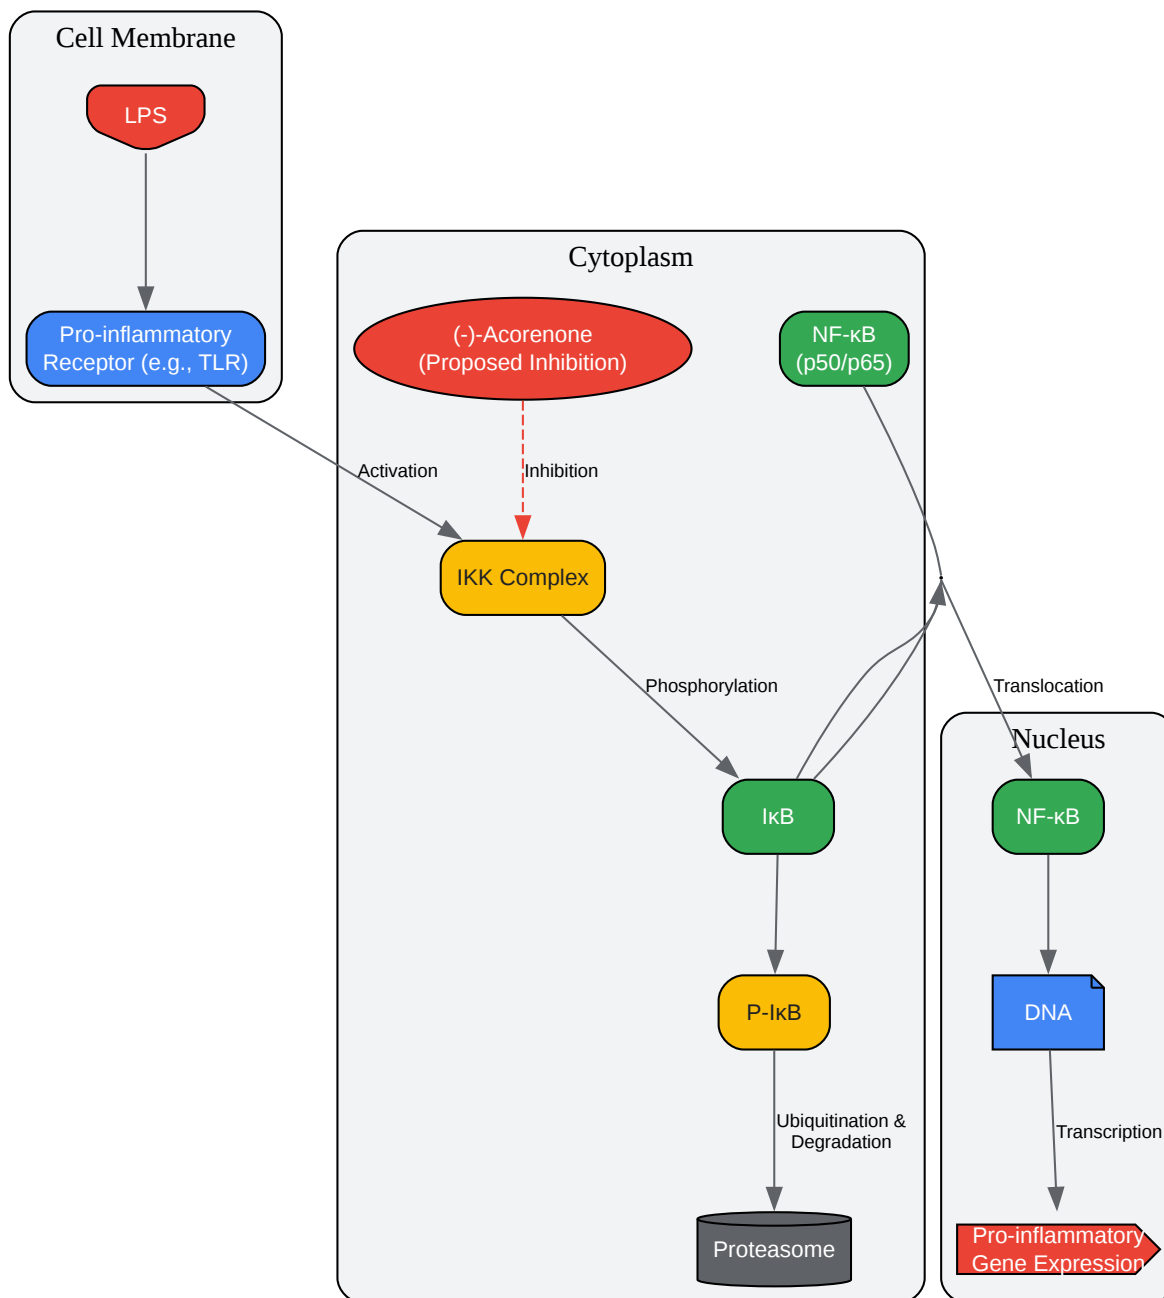 Cell Membrane
LPS
Pro-inflammatory
Receptor (e.g., TLR)
Cytoplasm
(-)-Acorenone
(Proposed Inhibition)
NF-κB
(p50/p65)
Activation
Inhibition
IKK Complex
Phosphorylation
Translocation
Nucleus
IκB
NF-κB
P-IκB
DNA
Ubiquitination &
Degradation
Transcription
Proteasome
Pro-inflammatory
Gene Expression